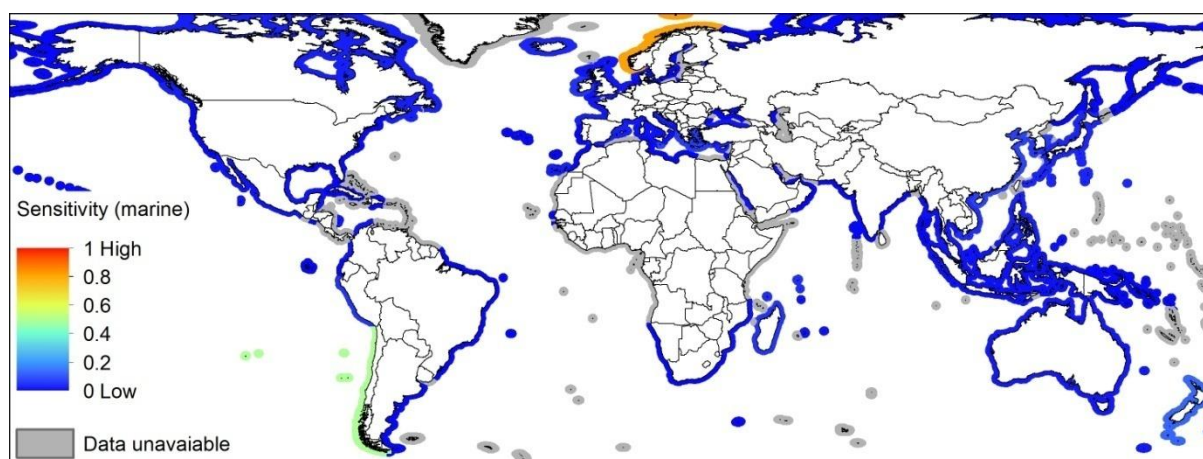 Sensitivity (marine)
1 High
0.8
0.6
0.4
0.2
0 Low
Data unavaiable